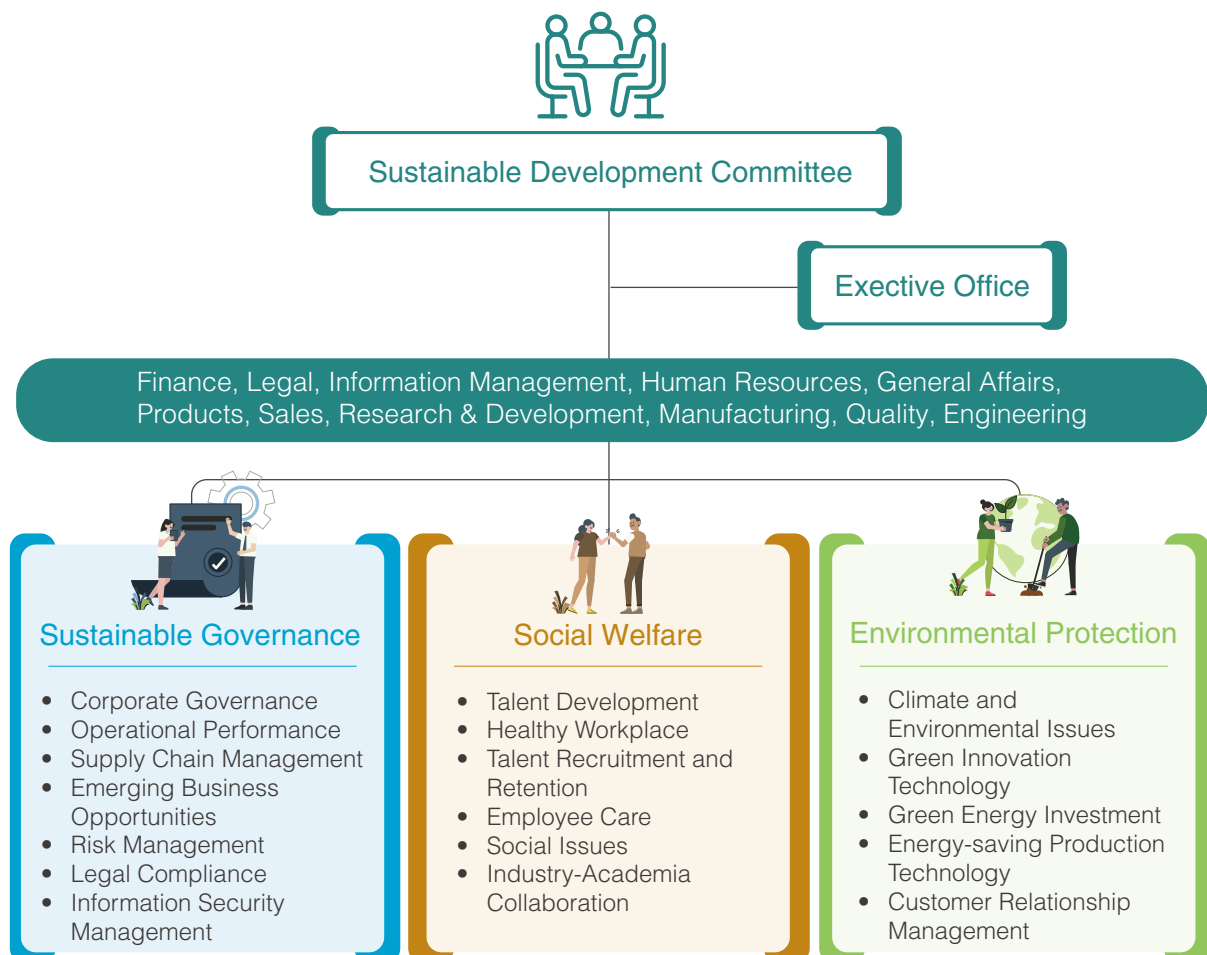 Sustainable Development Committee
Exective Office
Finance, Legal, Information Management, Human Resources, General Affairs,
Products, Sales, Research & Development, Manufacturing, Quality, Engineering
Sustainable Governance
• Corporate Governance
• Operational Performance
• Supply Chain Management
• Emerging Business
Opportunities
• Risk Management
• Legal Compliance
• Information Security
Management
Social Welfare
• Talent Development
• Healthy Workplace
• Talent Recruitment and
Retention
• Employee Care
• Social Issues
• Industry-Academia
Collaboration
Environmental Protection
• Climate and
Environmental Issues
• Green Innovation
Technology
• Green Energy Investment
• Energy-saving Production
Technology
• Customer Relationship
Management